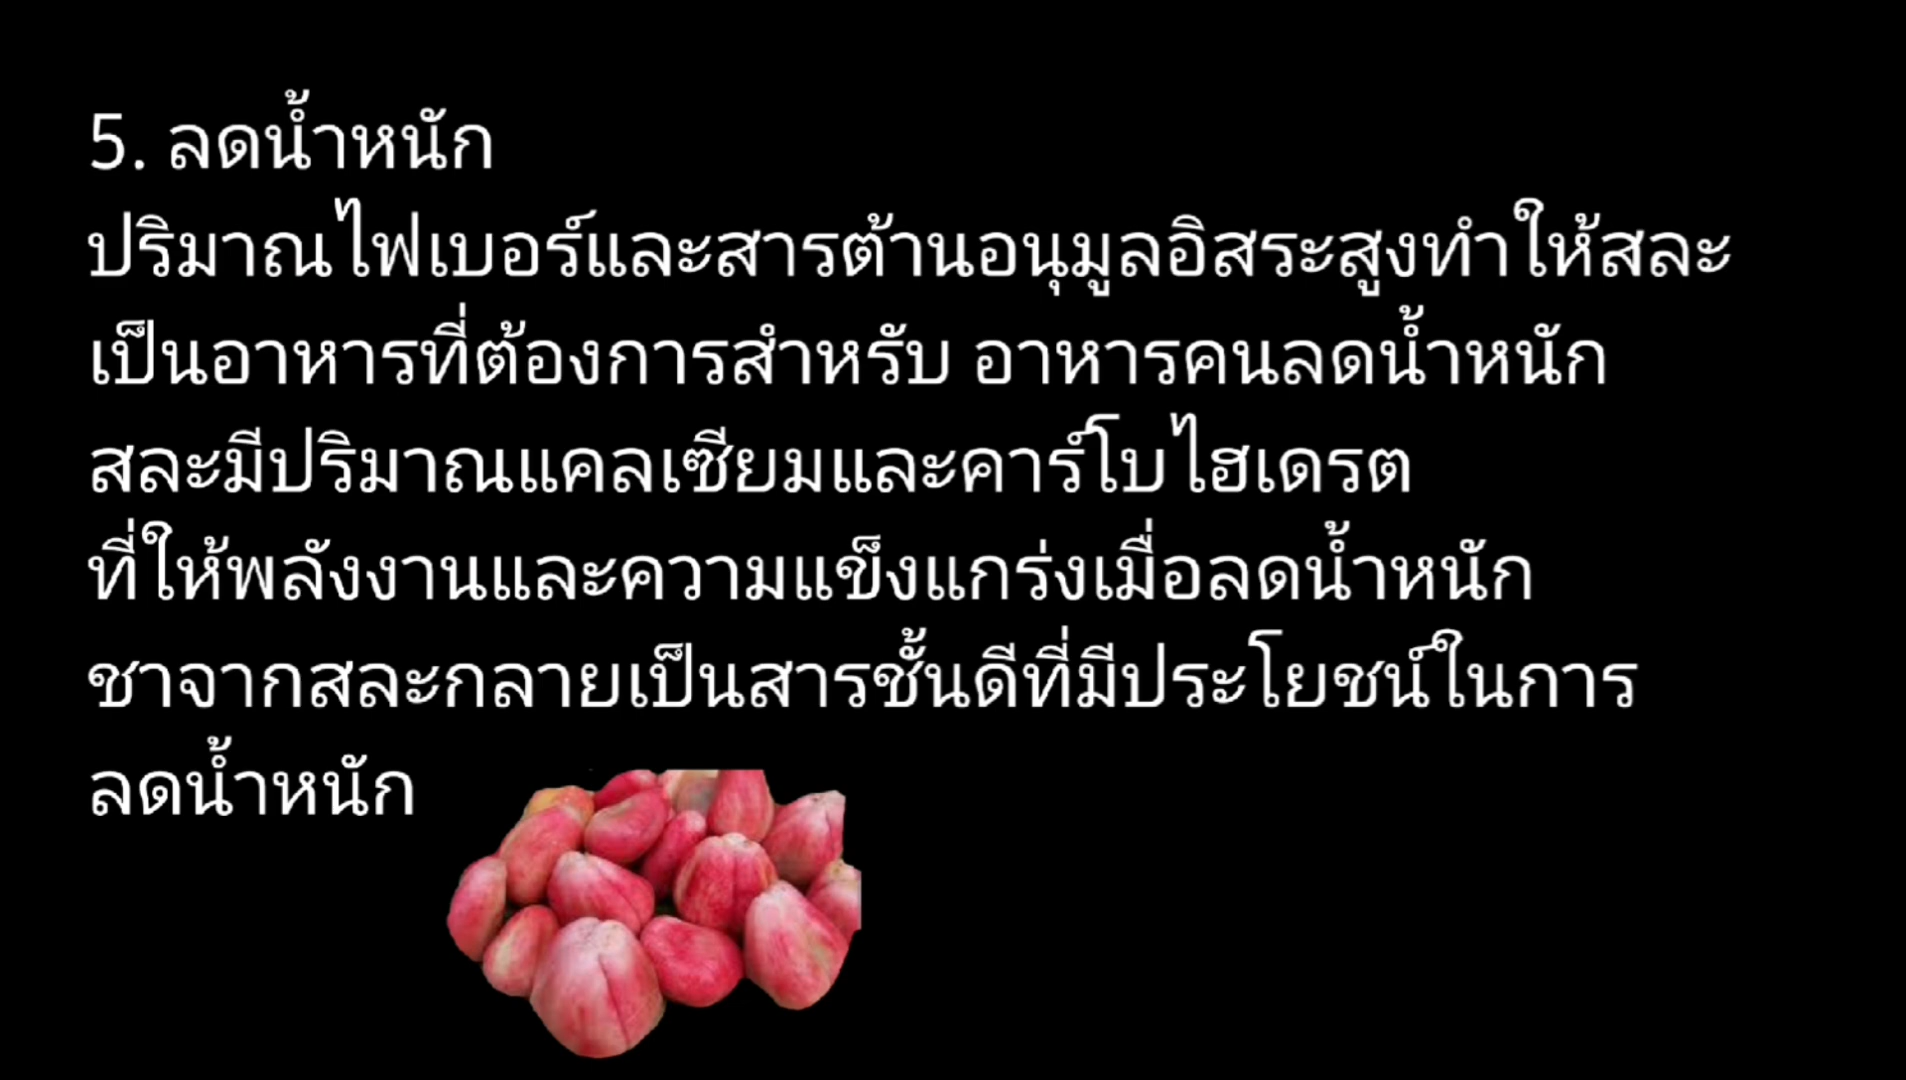 5. ลดน้ำหนัก
ปริมาณไฟเบอร์และสารต้านอนุมูลอิสระสูงทำให้สละ
เป็นอาหารที่ต้องการสำหรับ อาหารคนลดน้ำหนัก
สละมีปริมาณแคลเซียมและคาร์โบไฮเดรต
ที่ให้พลังงานและความแข็งแกร่งเมื่อลดน้ำหนัก
ชาจากสละกลายเป็นสารชั้นดีที่มีประโยชน์ในการ
ลดน้ำหนัก